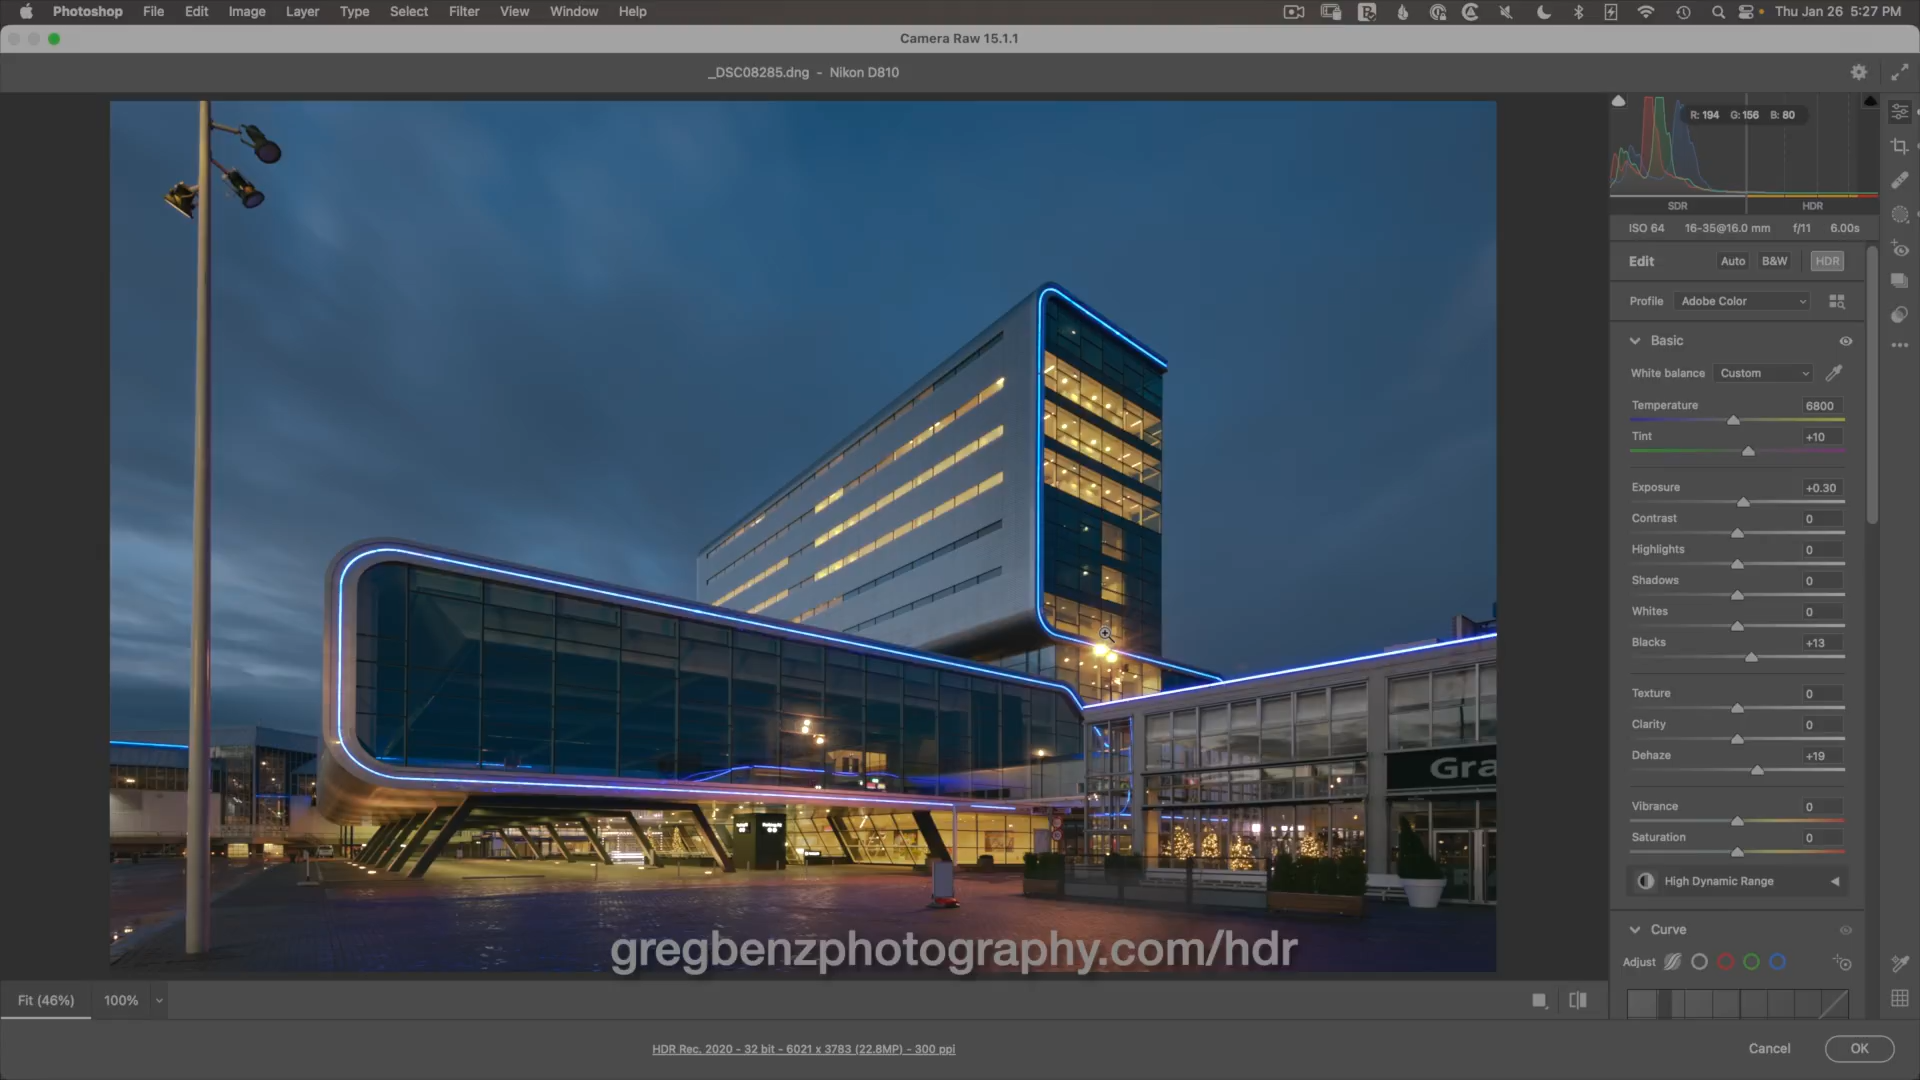 Photoshop File Edit Image Layer Type Select Filter View Window Help Thu Jan 26 5:27 PM
Camera Raw 15.1.1
_DSC08285.dng - Nikon D810
R: 194 G: 156 B: 80
SDR HDR
ISO 64 16-35@16.0 mm f/11 6.00s
Edit Auto B&W HDR
Profile Adobe Color
Basic
White balance Custom
Temperature 6800
Tint +10
Exposure +0.30
Contrast 0
Highlights 0
Shadows 0
Whites 0
Blacks +13
Texture 0
Clarity 0
Dehaze +19
Vibrance 0
Saturation 0
High Dynamic Range
Curve
Adjust
Gra
gregbenzphotography.com/hdr
Fit (46%) 100%
HDR Rec. 2020 - 32 bit - 6021 x 3783 (22.8MP) - 300 ppi
Cancel OK